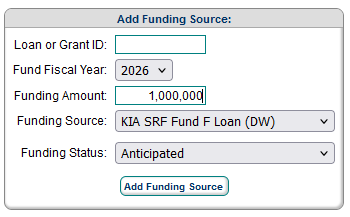 Add Funding Source:
Loan or Grant ID:
Fund Fiscal Year: 2026
Funding Amount: 1,000,000
Funding Source: KIA SRF Fund F Loan (DW)
Funding Status: Anticipated
Add Funding Source